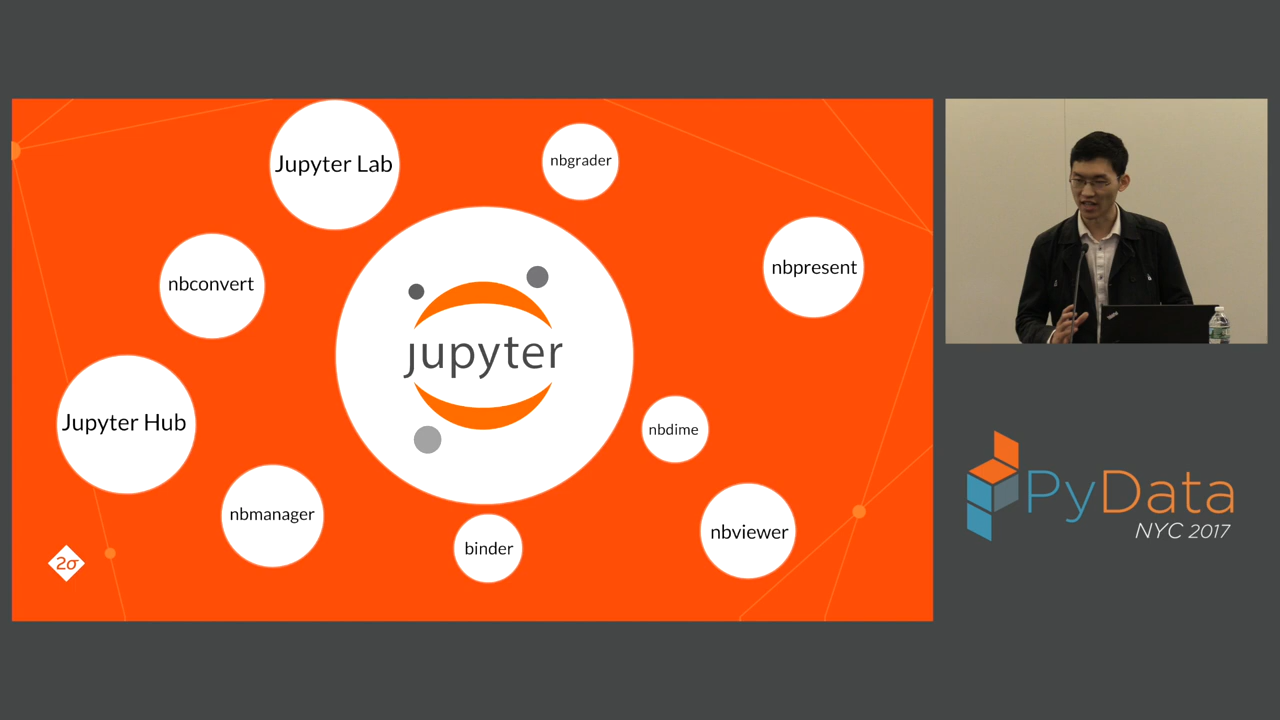 Jupyter Lab
nbgrader
nbconvert
nbpresent
jupyter
Jupyter Hub
nbdime
nbmanager
binder
nbviewer
2σ
PyData
NYC 2017